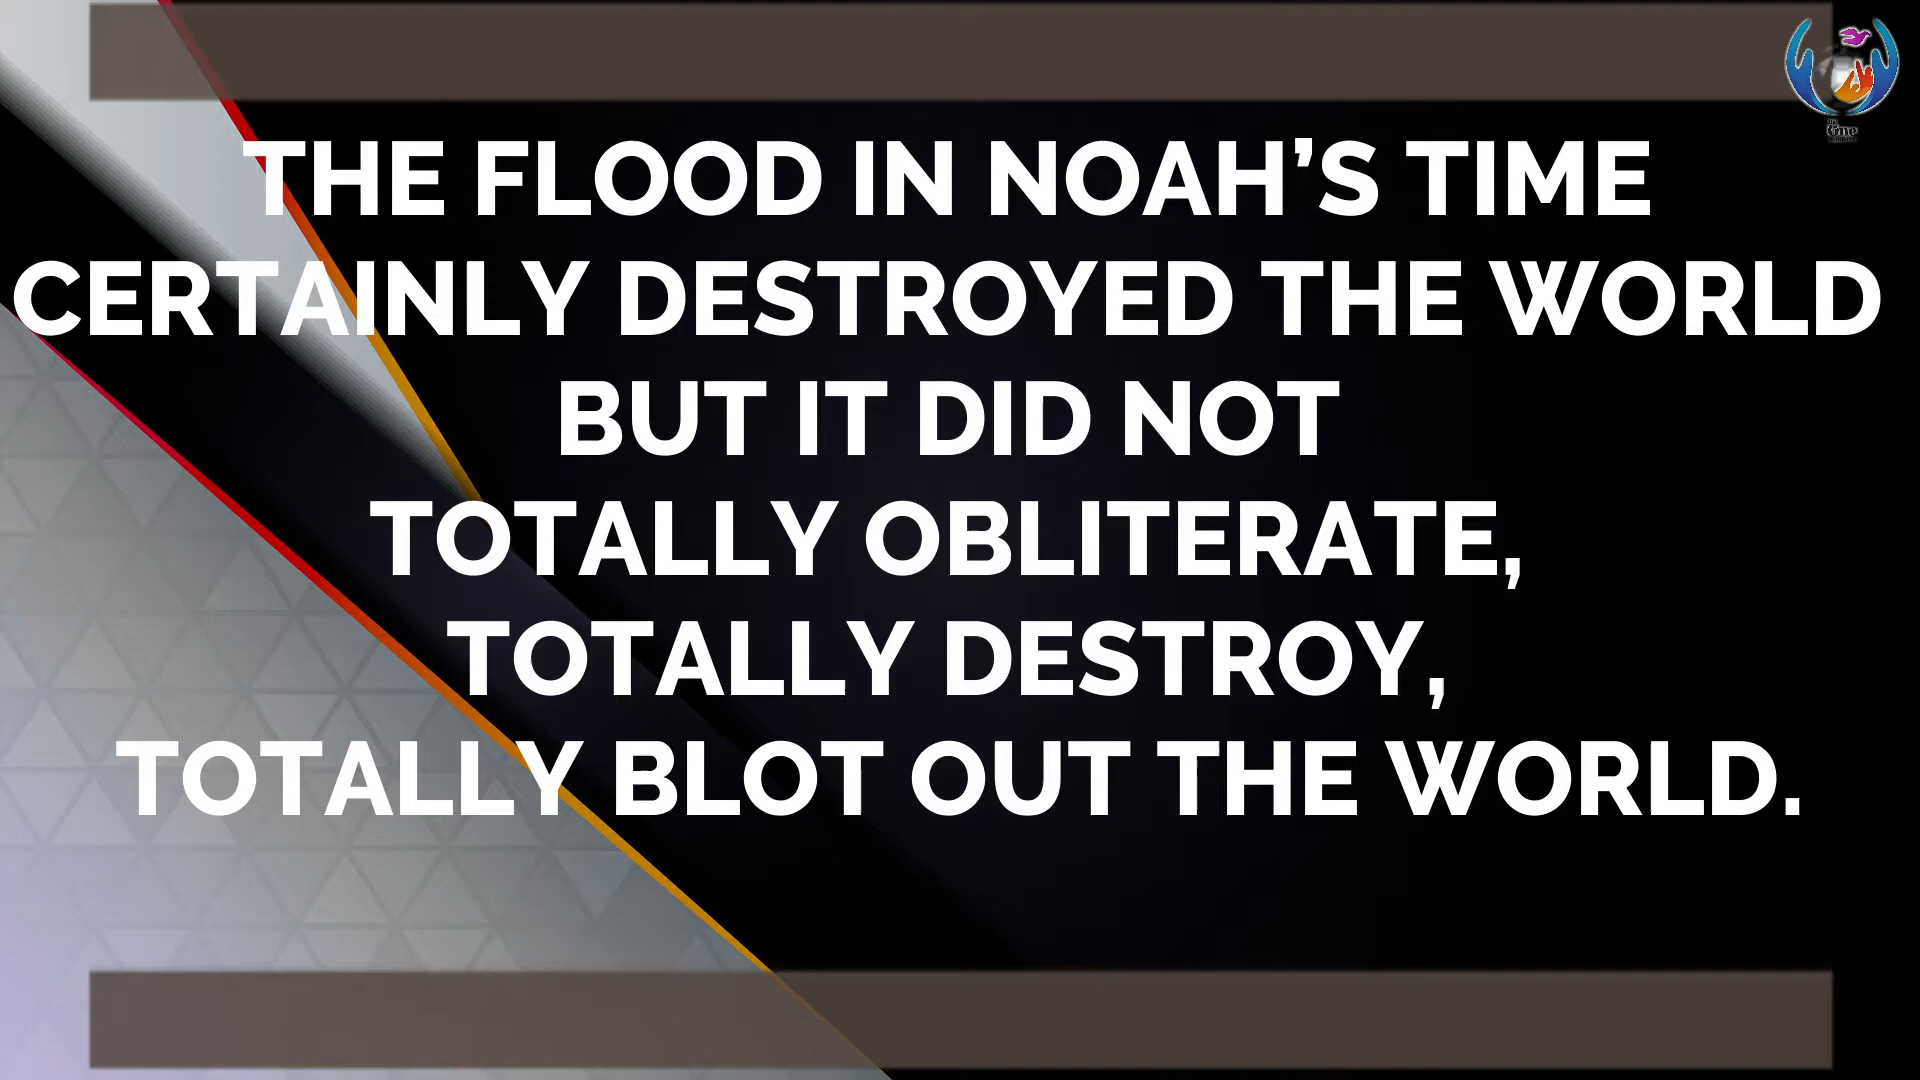 THE FLOOD IN NOAH’S TIME
CERTAINLY DESTROYED THE WORLD
BUT IT DID NOT
TOTALLY OBLITERATE,
TOTALLY DESTROY,
TOTALLY BLOT OUT THE WORLD.